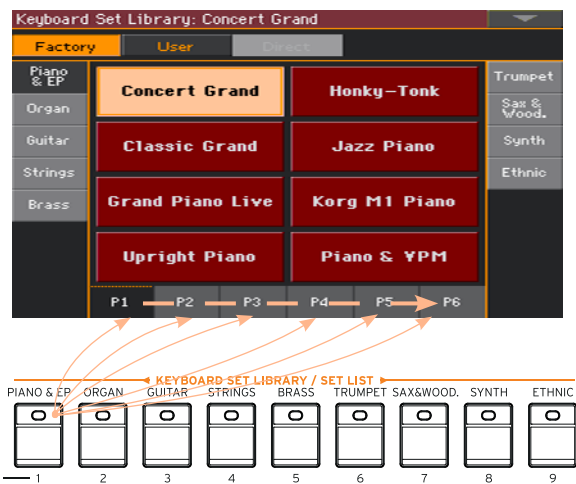 Keyboard Set Library: Concert Grand
Factory User Direct
Piano & EP
Organ
Guitar
Strings
Brass
Concert Grand Honky-Tonk
Classic Grand Jazz Piano
Grand Piano Live Korg M1 Piano
Upright Piano Piano & YPM
Trumpet
Sax & Wood.
Synth
Ethnic
P1 P2 P3 P4 P5 P6
KEYBOARD SET LIBRARY / SET LIST
PIANO & EP ORGAN GUITAR STRINGS BRASS TRUMPET SAX&WOOD. SYNTH ETHNIC
1 2 3 4 5 6 7 8 9